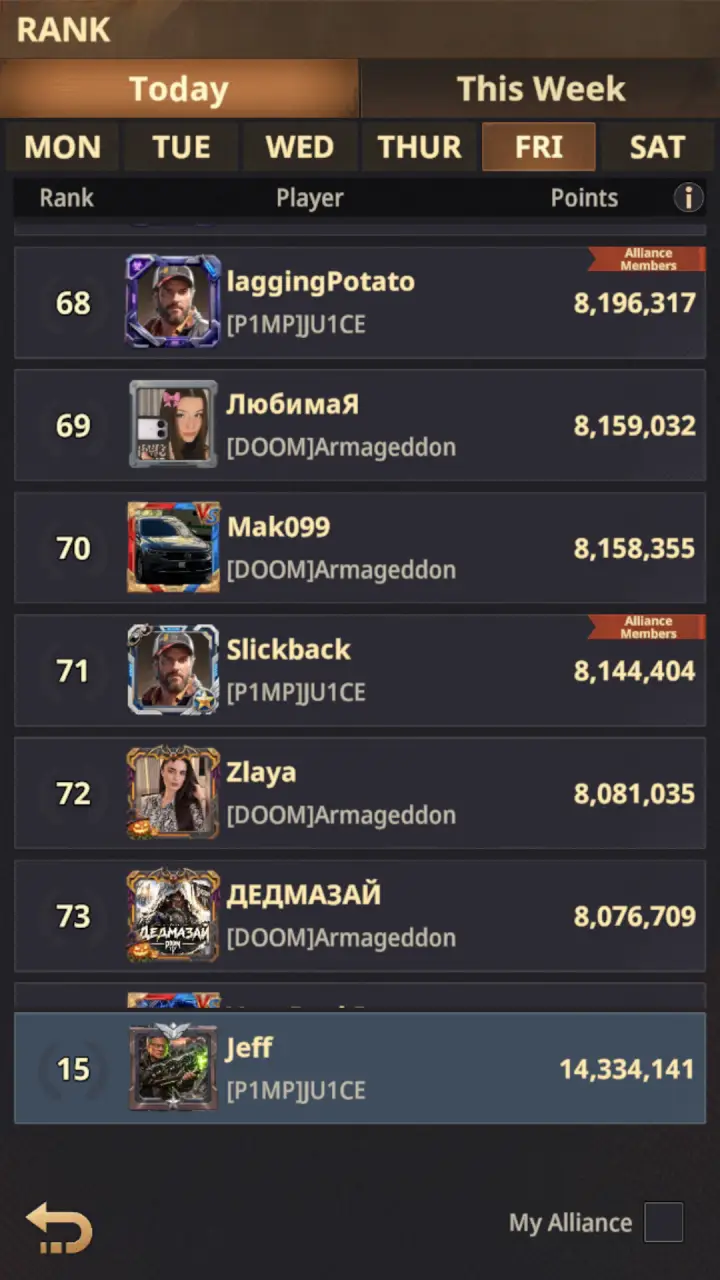 RANK
Today
This Week
MON
TUE
WED
THUR
FRI
SAT
Rank
Player
Points
68
laggingPotato
[P1MP]JU1CE
Alliance
Members
8,196,317
69
ЛюбимаЯ
[DOOM]Armageddon
8,159,032
70
VS
Mak099
[DOOM]Armageddon
8,158,355
71
Slickback
[P1MP]JU1CE
Alliance
Members
8,144,404
72
Zlaya
[DOOM]Armageddon
8,081,035
73
ДЕДМАЗАЙ
ДЕДМАЗАЙ
[DOOM]Armageddon
8,076,709
VS
15
Jeff
[P1MP]JU1CE
14,334,141
My Alliance